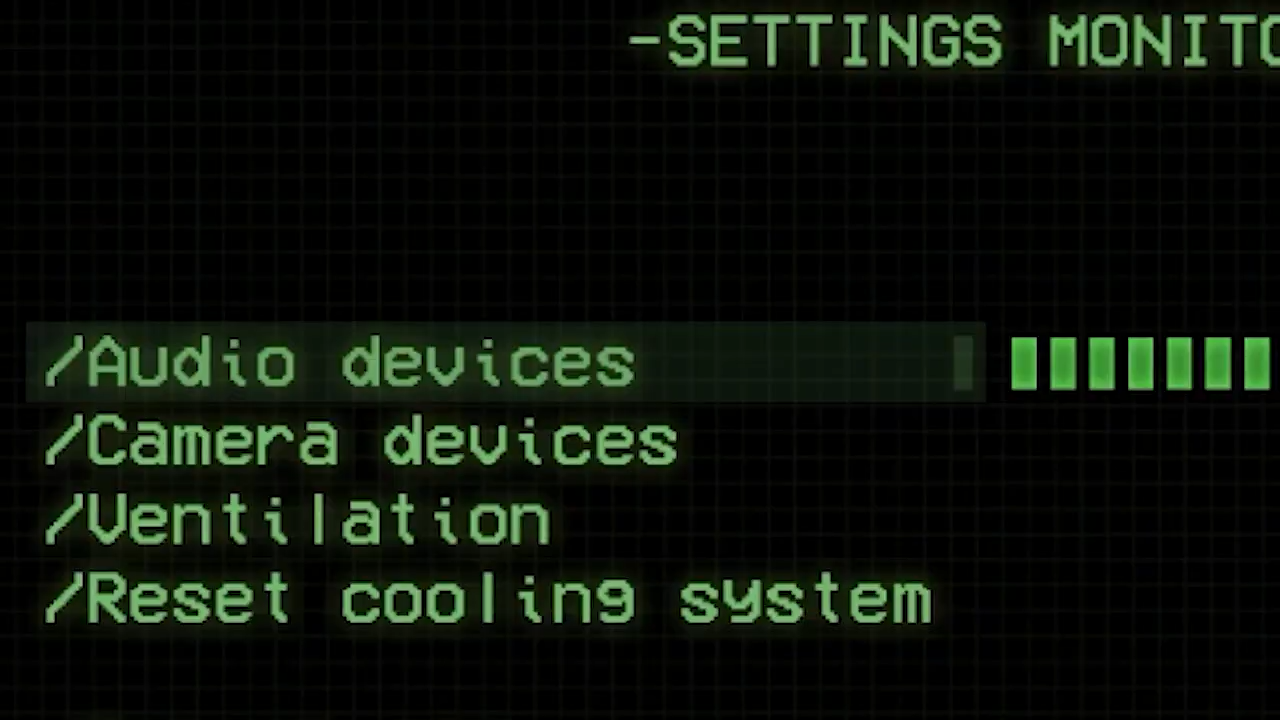 -SETTINGS MONITO
/Audio devices
/Camera devices
/Ventilation
/Reset cooling system